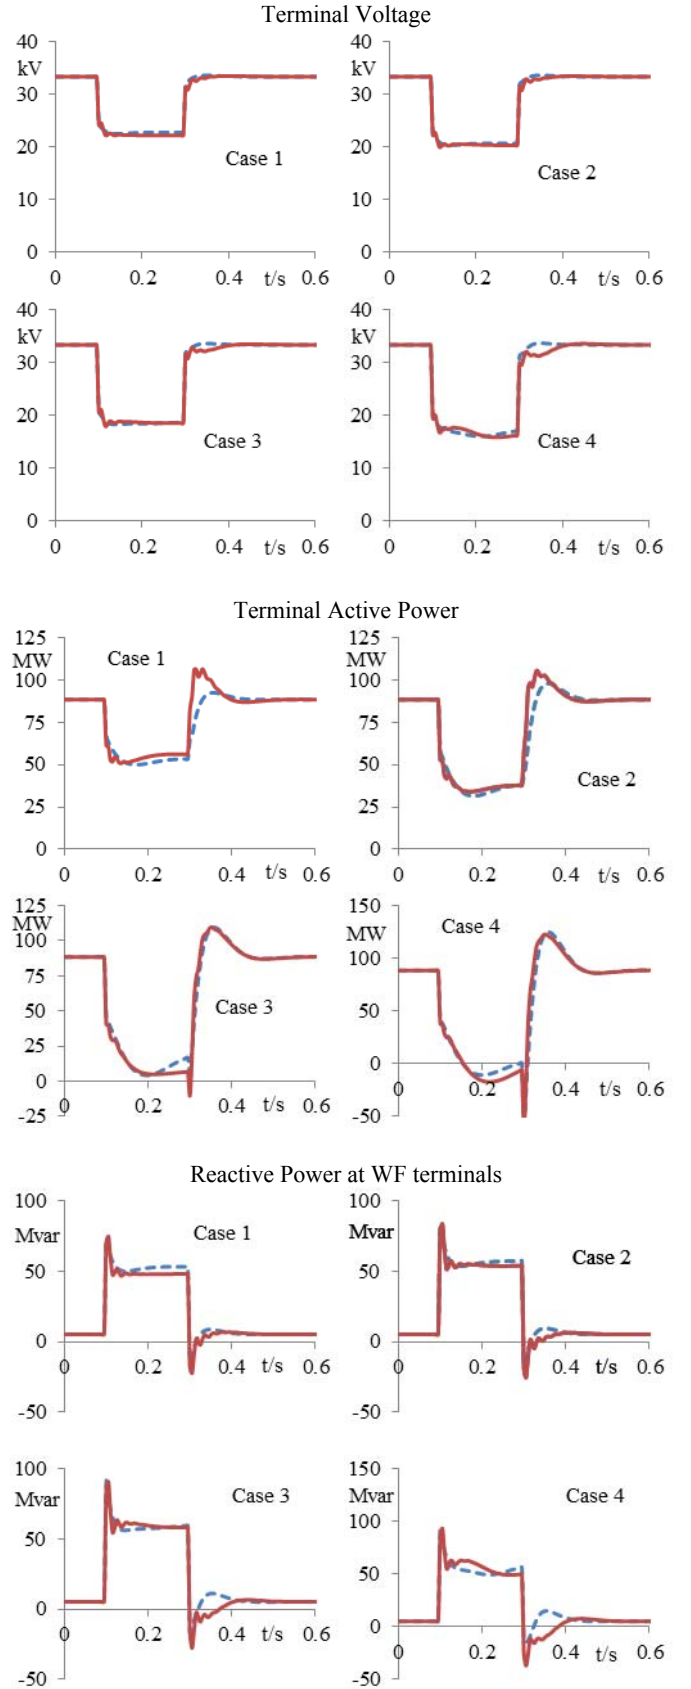 Terminal Voltage
40
kV
30
20
10
0
Case 1
0 0.2 0.4 t/s 0.6
40
kV
30
20
10
0
Case 2
0 0.2 0.4 t/s 0.6
40
kV
30
20
10
0
Case 3
0 0.2 0.4 t/s 0.6
40
kV
30
20
10
0
Case 4
0 0.2 0.4 t/s 0.6
Terminal Active Power
125
MW
100
75
50
25
0
Case 1
0 0.2 0.4 t/s 0.6
125
MW
100
75
50
25
0
Case 2
0 0.2 0.4 t/s 0.6
125
MW
100
75
50
25
0
-25
Case 3
0 0.2 0.4 t/s 0.6
150
MW
100
50
0
-50
Case 4
0 0.2 0.4 t/s 0.6
Reactive Power at WF terminals
100
Mvar
50
0
-50
Case 1
0 0.2 0.4 t/s 0.6
100
Mvar
50
0
-50
Case 2
0 0.2 0.4 t/s 0.6
100
Mvar
50
0
-50
Case 3
0 0.2 0.4 t/s 0.6
150
Mvar
100
50
0
-50
Case 4
0 0.2 0.4 t/s 0.6